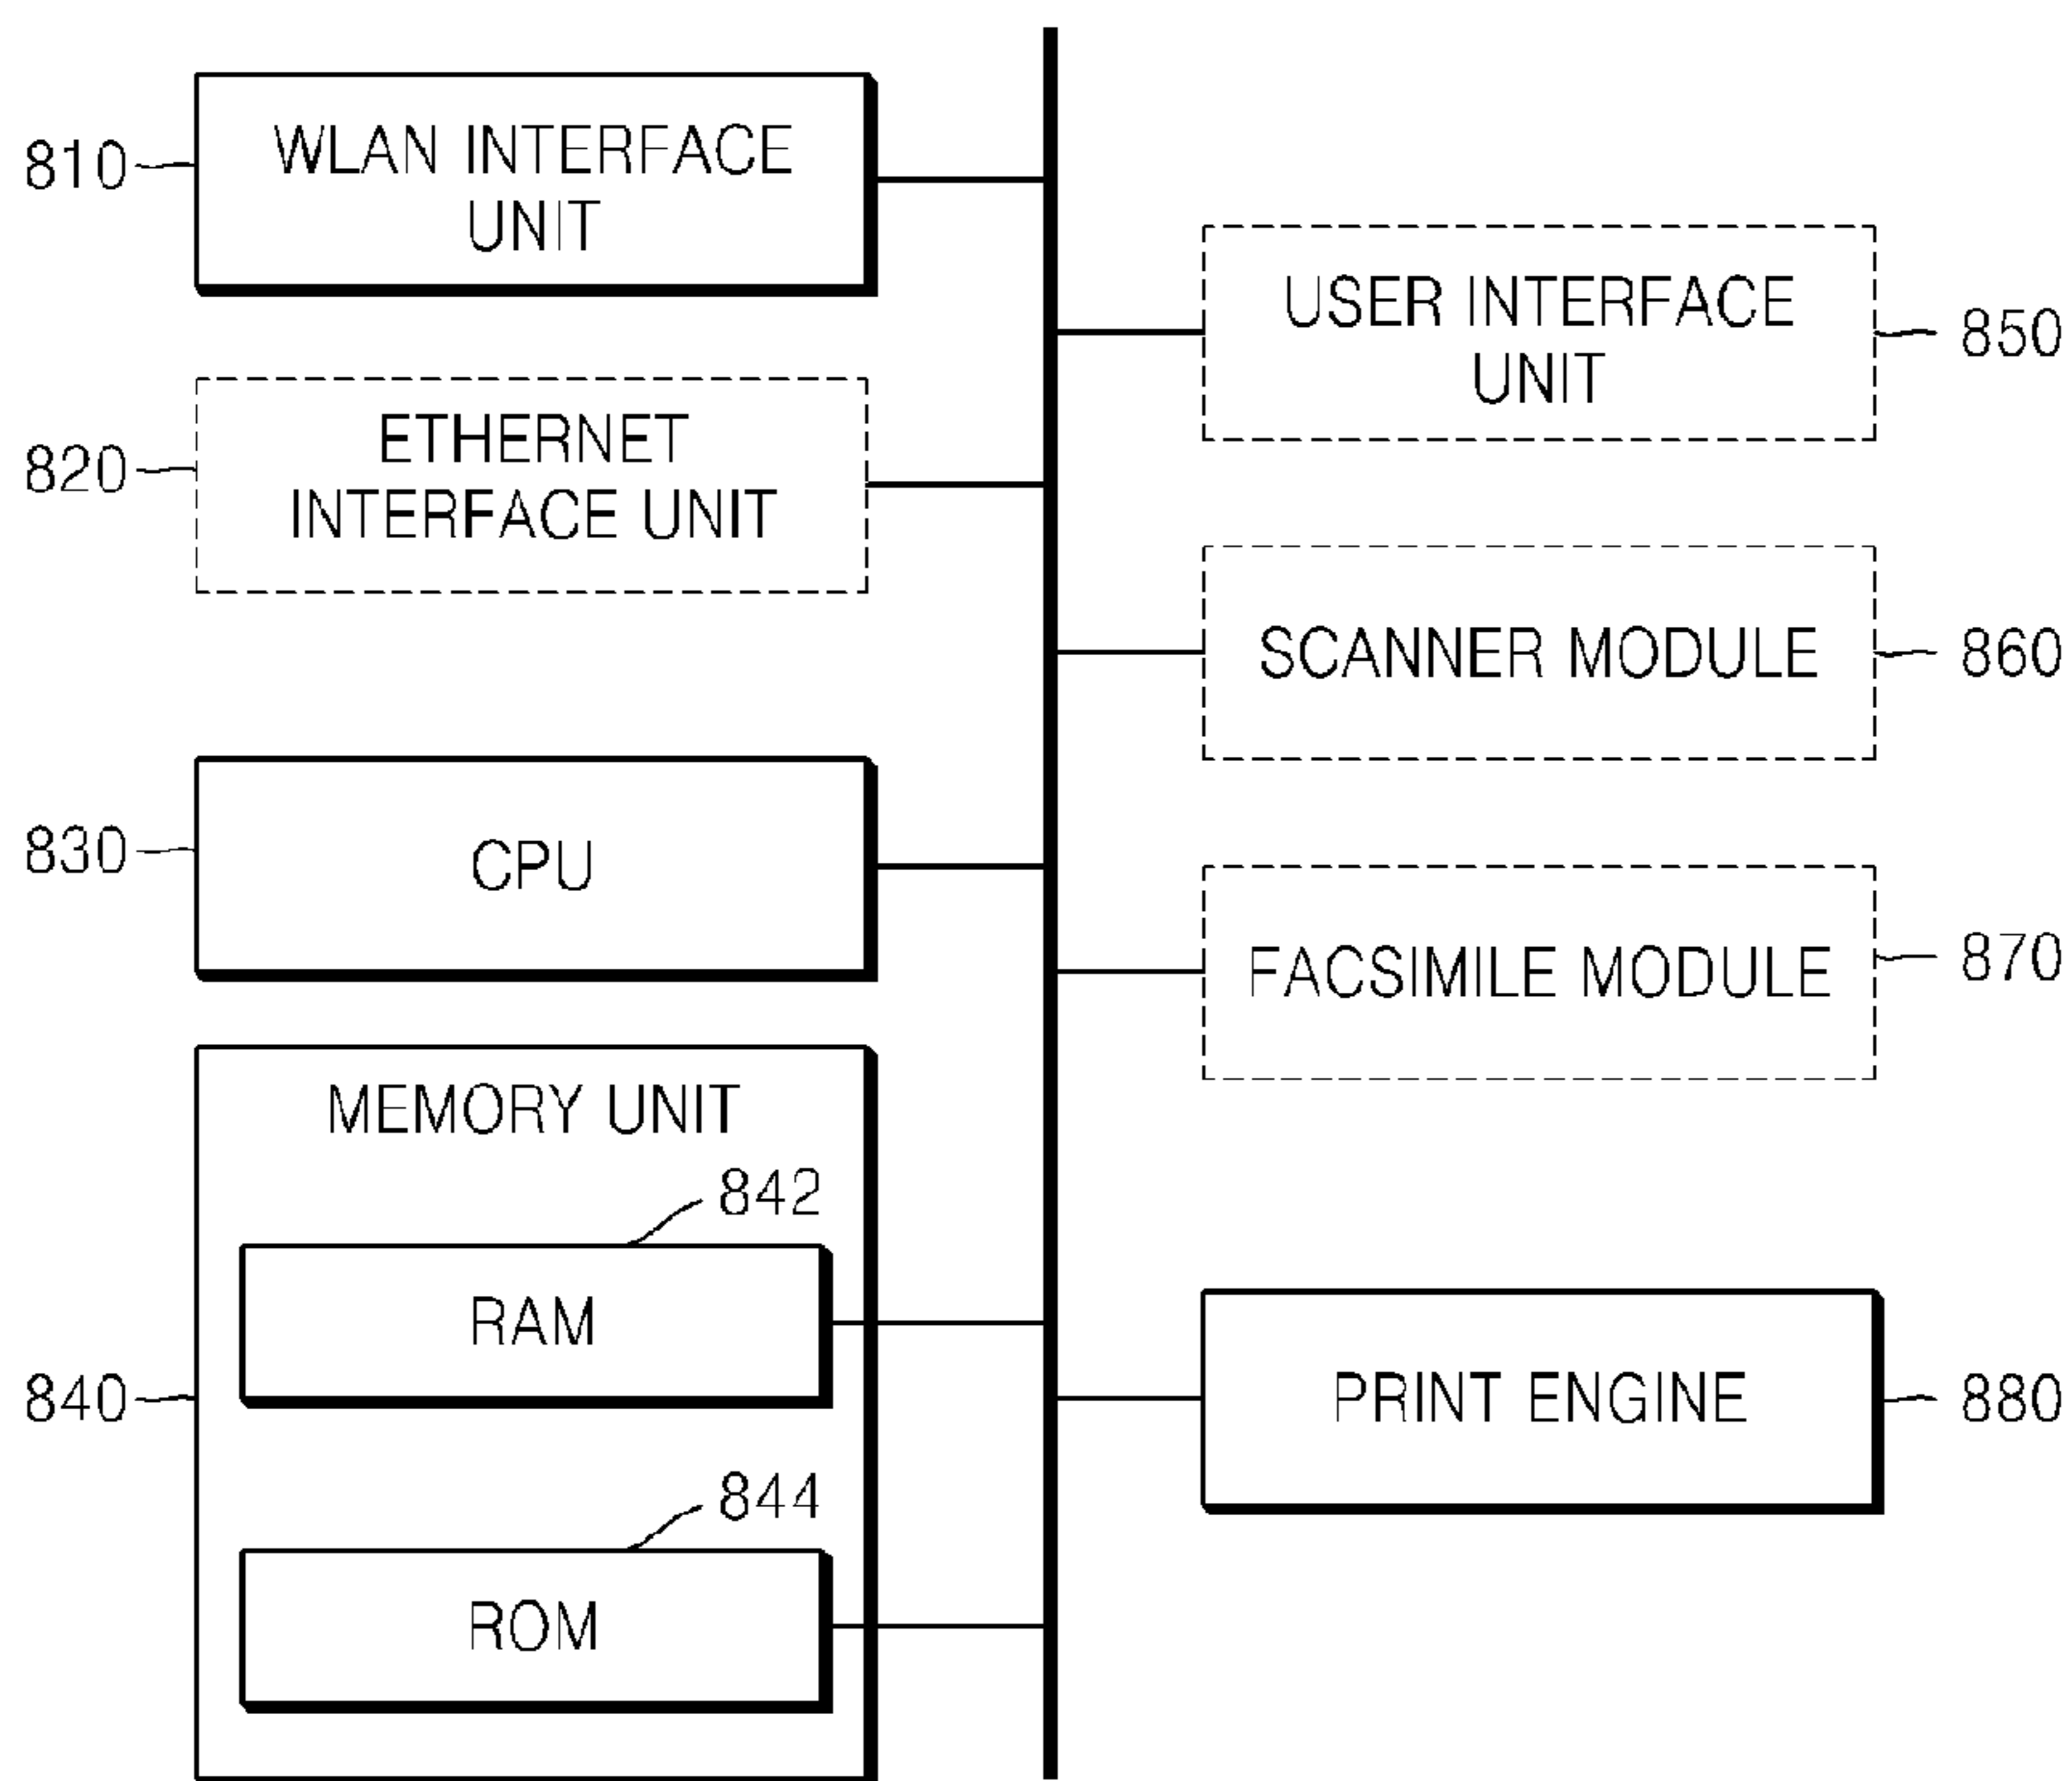 810
WLAN INTERFACE
UNIT
820
ETHERNET
INTERFACE UNIT
830
CPU
840
MEMORY UNIT
842
RAM
844
ROM
USER INTERFACE
UNIT
850
SCANNER MODULE
860
FACSIMILE MODULE
870
PRINT ENGINE
880